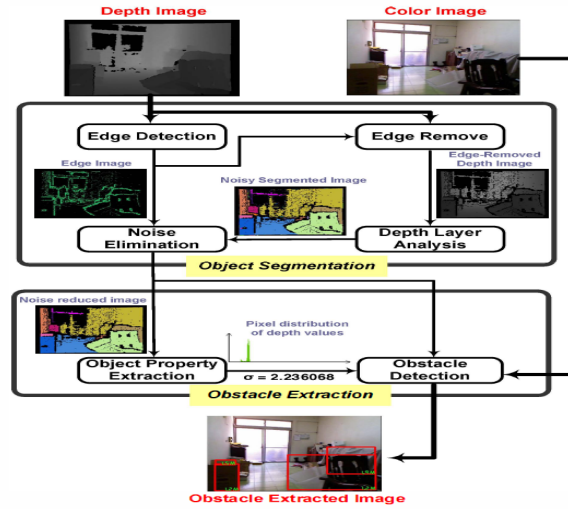 Depth Image
Color Image
Edge Detection
Edge Remove
Edge Image
Edge-Removed
Depth Image
Noisy Segmented Image
Noise
Elimination
Depth Layer
Analysis
Object Segmentation
Noise reduced image
Pixel distribution
of depth values
Object Property
Extraction
σ = 2.236068
Obstacle
Detection
Obstacle Extraction
Obstacle Extracted Image